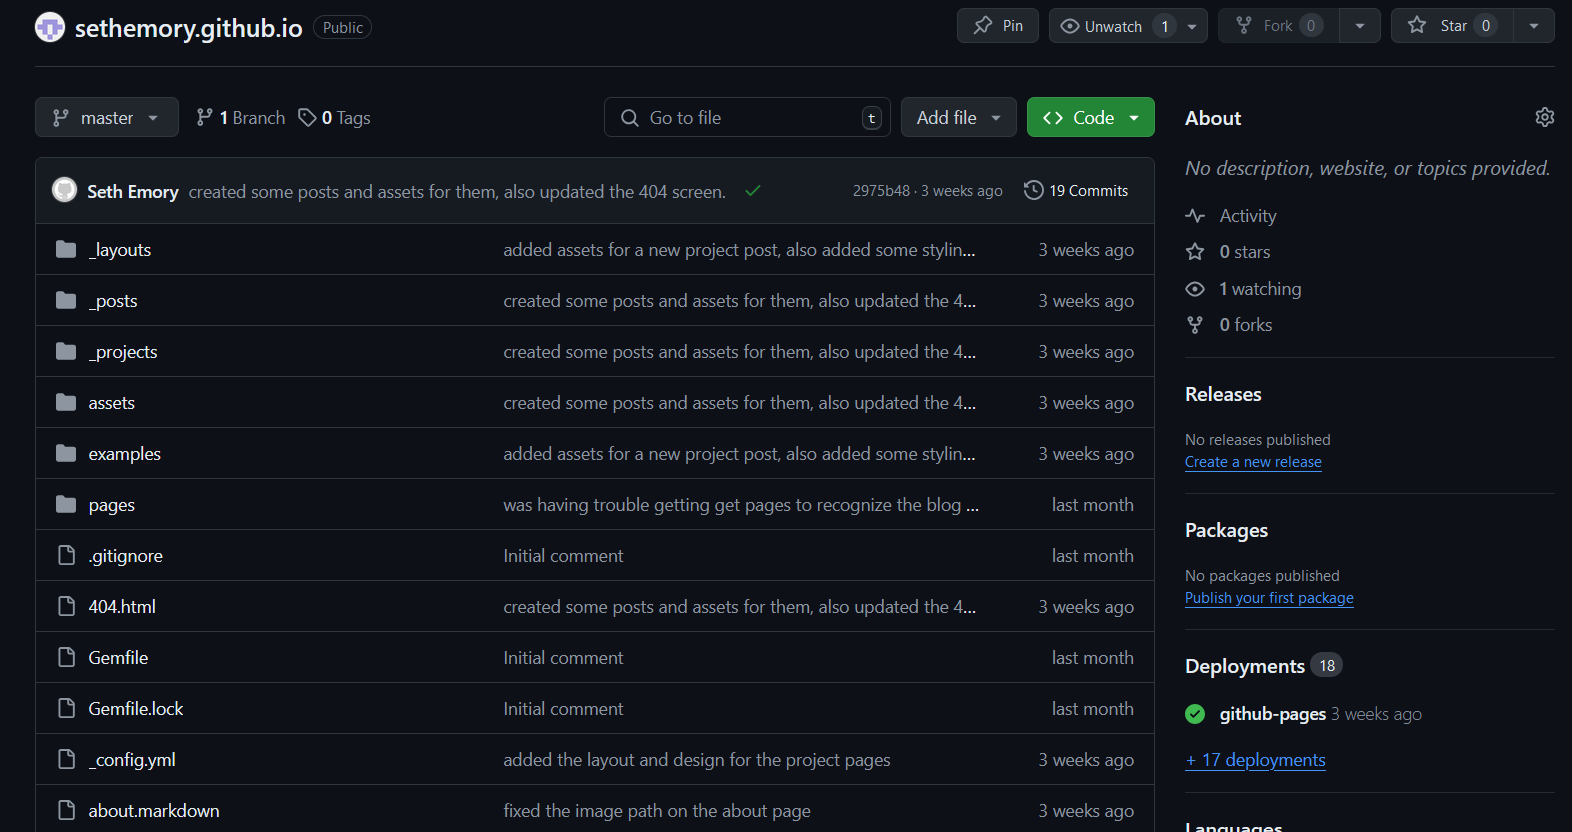 sethemory.github.io Public Pin Unwatch 1 Fork 0 Star 0
master 1 Branch 0 Tags Go to file t Add file Code
Seth Emory created some posts and assets for them, also updated the 404 screen. 2975b48 · 3 weeks ago 19 Commits
_layouts added assets for a new project post, also added some stylin... 3 weeks ago
_posts created some posts and assets for them, also updated the 4... 3 weeks ago
_projects created some posts and assets for them, also updated the 4... 3 weeks ago
assets created some posts and assets for them, also updated the 4... 3 weeks ago
examples added assets for a new project post, also added some stylin... 3 weeks ago
pages was having trouble getting get pages to recognize the blog ... last month
.gitignore Initial comment last month
404.html created some posts and assets for them, also updated the 4... 3 weeks ago
Gemfile Initial comment last month
Gemfile.lock Initial comment last month
_config.yml added the layout and design for the project pages 3 weeks ago
about.markdown fixed the image path on the about page 3 weeks ago
About
No description, website, or topics provided.
Activity
0 stars
1 watching
0 forks
Releases
No releases published
Create a new release
Packages
No packages published
Publish your first package
Deployments 18
github-pages 3 weeks ago
+ 17 deployments
Languages